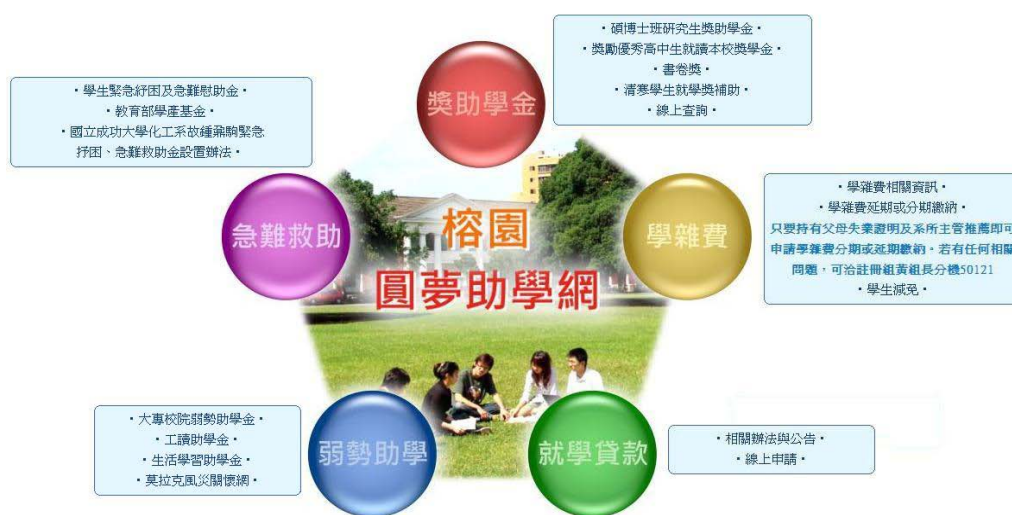 獎助學金
• 碩博士班研究生獎助學金 •
• 獎勵優秀高中生就讀本校獎學金 •
• 書卷獎 •
• 清寒學生就學獎補助 •
• 線上查詢 •
• 學生緊急紓困及急難慰助金 •
• 教育部學產基金 •
• 國立成功大學化工系故鍾鼒駒緊急
抒困、急難救助金設置辦法 •
急難救助
榕園
圓夢助學網
學雜費
• 學雜費相關資訊 •
• 學雜費延期或分期繳納 •
只要持有父母失業證明及系所主管推薦即可
申請學雜費分期或延期繳納。若有任何相關
問題，可洽註冊組黃組長分機50121
• 學生減免 •
• 大專校院弱勢助學金 •
• 工讀助學金 •
• 生活學習助學金 •
• 莫拉克風災關懷網 •
弱勢助學
就學貸款
• 相關辦法與公告 •
• 線上申請 •